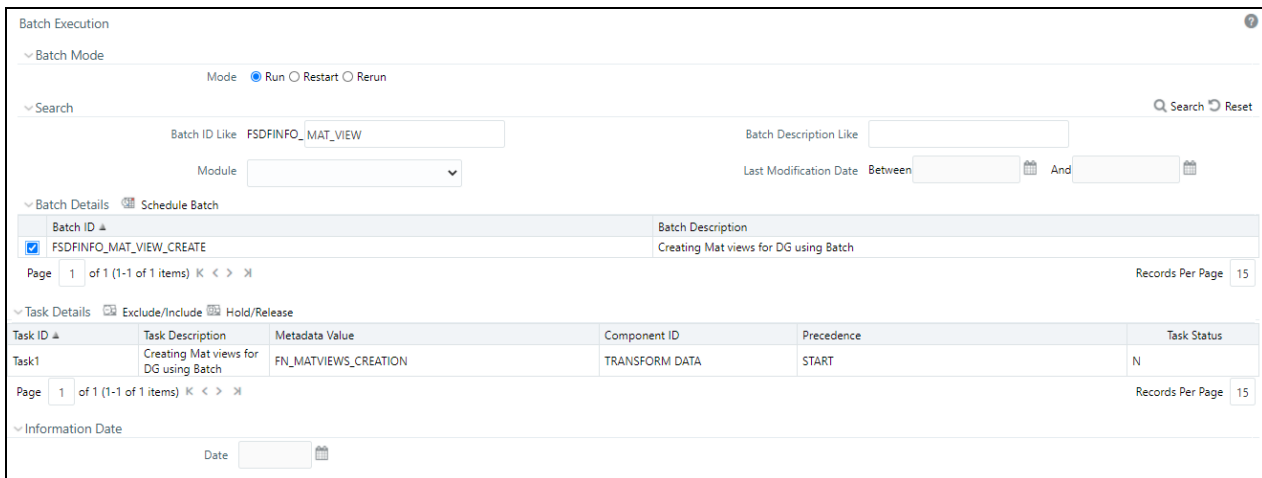 Batch Execution
Batch Mode
Mode Run Restart Rerun
Search Search Reset
Batch ID Like FSDFINFO_ MAT_VIEW Batch Description Like
Module Last Modification Date Between And
Batch Details Schedule Batch
Batch ID Batch Description
FSDFINFO_MAT_VIEW_CREATE Creating Mat views for DG using Batch
Page 1 of 1 (1-1 of 1 items) Records Per Page 15
Task Details Exclude/Include Hold/Release
Task ID Task Description Metadata Value Component ID Precedence Task Status
Task1 Creating Mat views for DG using Batch FN_MATVIEWS_CREATION TRANSFORM DATA START N
Page 1 of 1 (1-1 of 1 items) Records Per Page 15
Information Date
Date